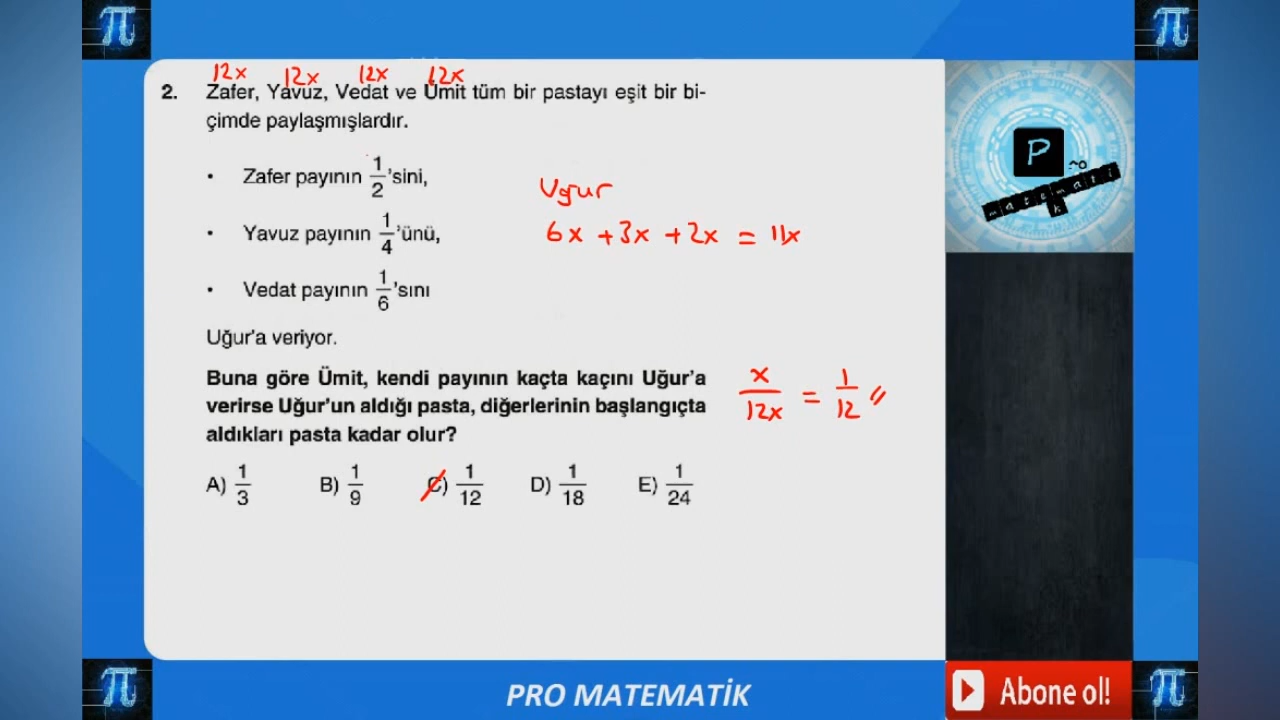 12x 12x 12x 12x
2. Zafer, Yavuz, Vedat ve Ümit tüm bir pastayı eşit bir bi-
çimde paylaşmışlardır.
• Zafer payının 1/2'sini,
Uğur
• Yavuz payının 1/4'ünü,
6x + 3x + 2x = 11x
• Vedat payının 1/6'sını
Uğur'a veriyor.
Buna göre Ümit, kendi payının kaçta kaçını Uğur'a
verirse Uğur'un aldığı pasta, diğerlerinin başlangıçta
aldıkları pasta kadar olur?
x/12x = 1/12 //
A) 1/3 B) 1/9 C) 1/12 D) 1/18 E) 1/24
P
matematik
PRO MATEMATİK
Abone ol!
π
π
π
π